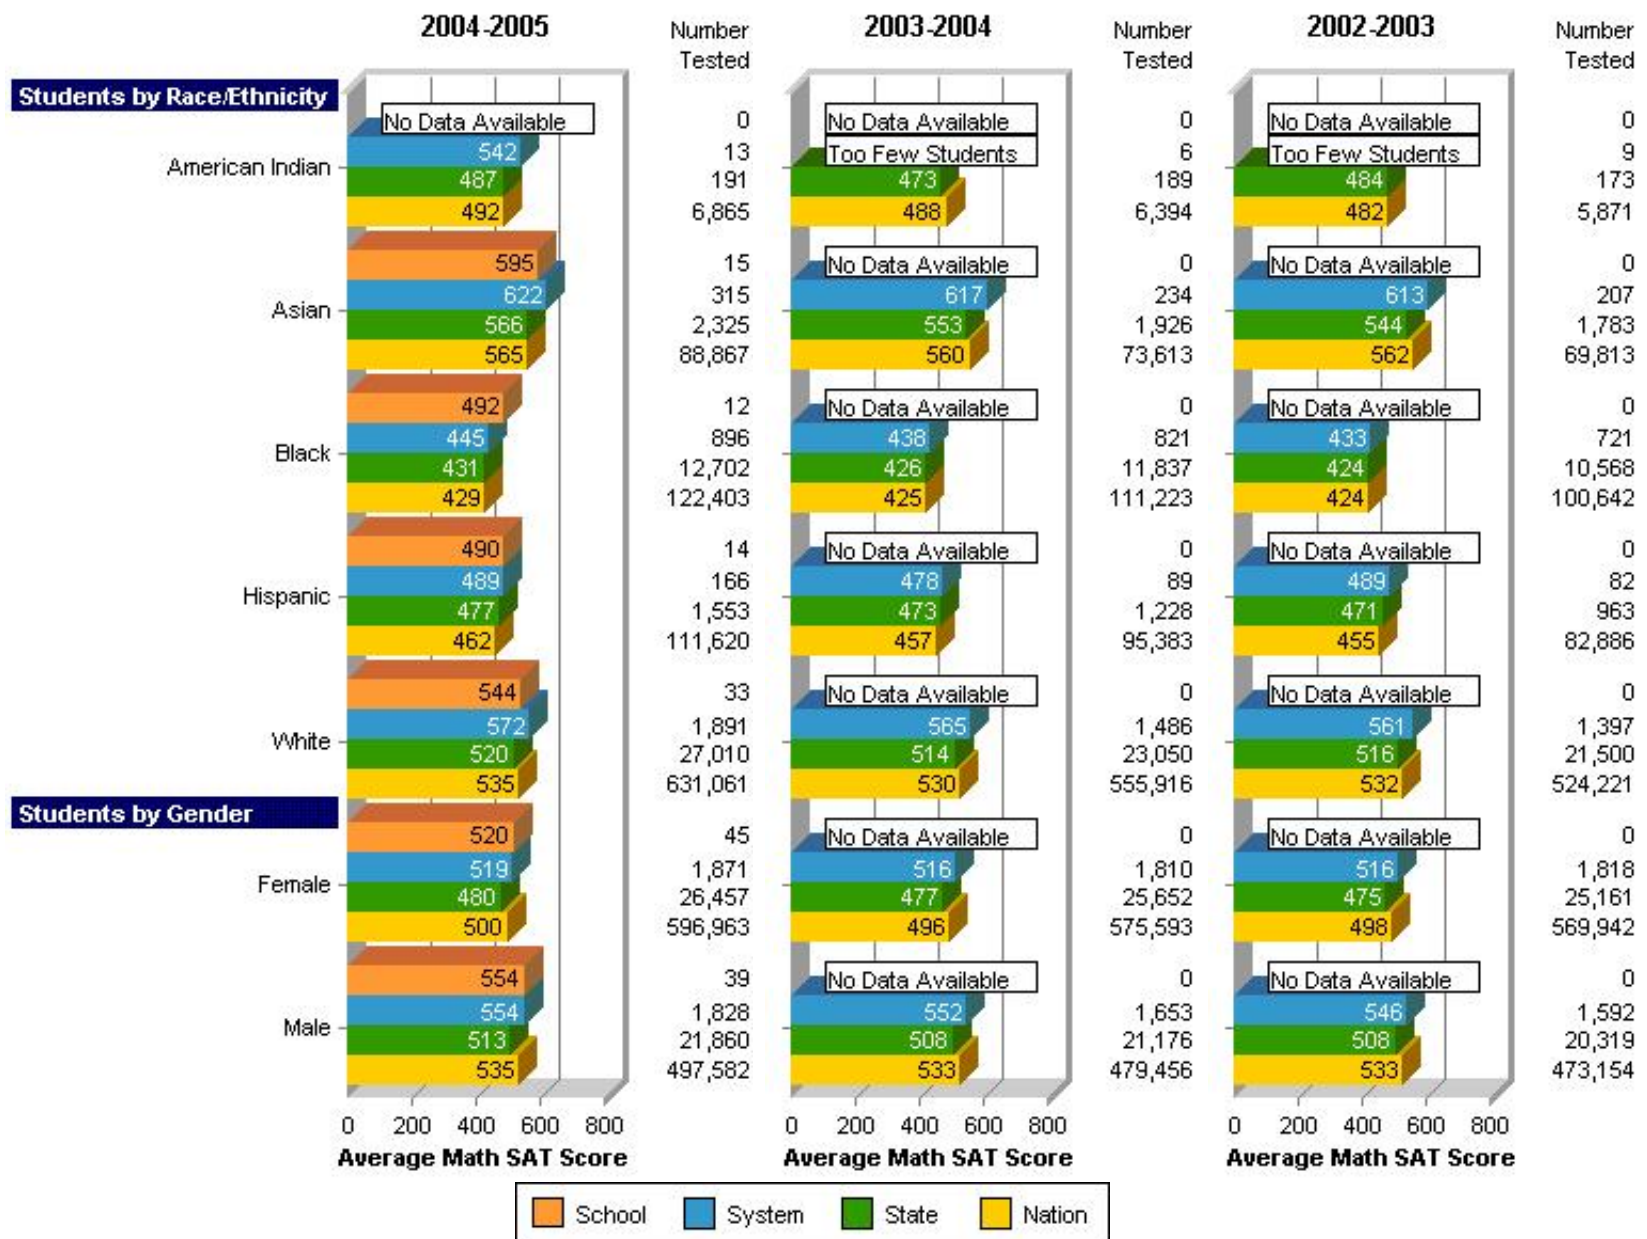 2004-2005 Number Tested 2003-2004 Number Tested 2002-2003 Number Tested
Students by Race/Ethnicity
No Data Available 0 No Data Available 0 No Data Available 0
542 13 Too Few Students 6 Too Few Students 9
American Indian
487 191 473 189 484 173
492 6,865 488 6,394 482 5,871
595 15 No Data Available 0 No Data Available 0
622 315 617 234 613 207
Asian
566 2,325 553 1,926 544 1,783
565 88,867 560 73,613 562 69,813
492 12 No Data Available 0 No Data Available 0
445 896 438 821 433 721
Black
431 12,702 426 11,837 424 10,568
429 122,403 425 111,223 424 100,642
490 14 No Data Available 0 No Data Available 0
489 166 478 89 489 82
Hispanic
477 1,553 473 1,228 471 963
462 111,620 457 95,383 455 82,886
544 33 No Data Available 0 No Data Available 0
572 1,891 565 1,486 561 1,397
White
520 27,010 514 23,050 516 21,500
535 631,061 530 555,916 532 524,221
Students by Gender
520 45 No Data Available 0 No Data Available 0
519 1,871 516 1,810 516 1,818
Female
480 26,457 477 25,652 475 25,161
500 596,963 496 575,593 498 569,942
554 39 No Data Available 0 No Data Available 0
554 1,828 552 1,653 546 1,592
Male
513 21,860 508 21,176 508 20,319
535 497,582 533 479,456 533 473,154
0 200 400 600 800 0 200 400 600 800 0 200 400 600 800
Average Math SAT Score Average Math SAT Score Average Math SAT Score
School System State Nation